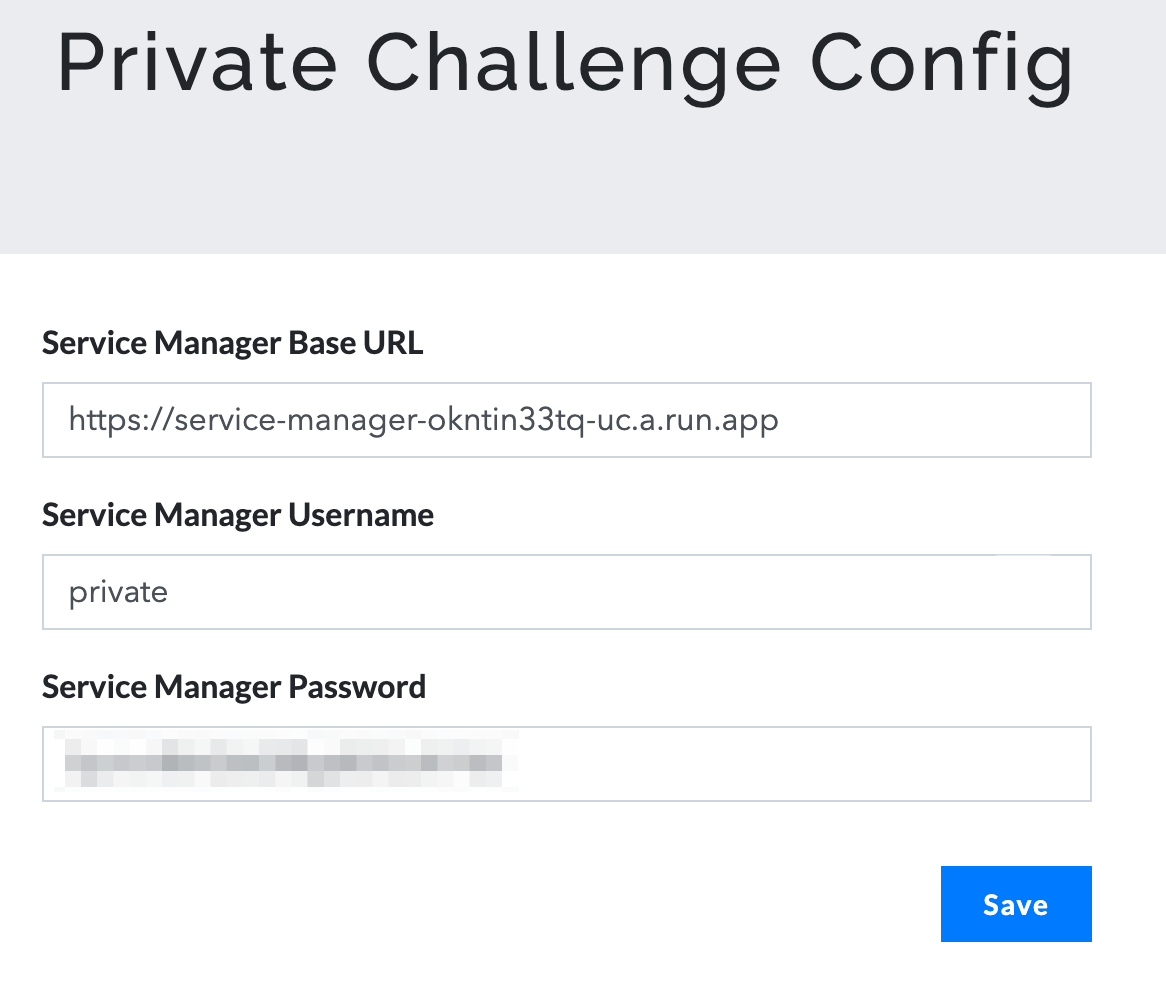 Private Challenge Config
Service Manager Base URL
https://service-manager-okntin33tq-uc.a.run.app
Service Manager Username
private
Service Manager Password
Save